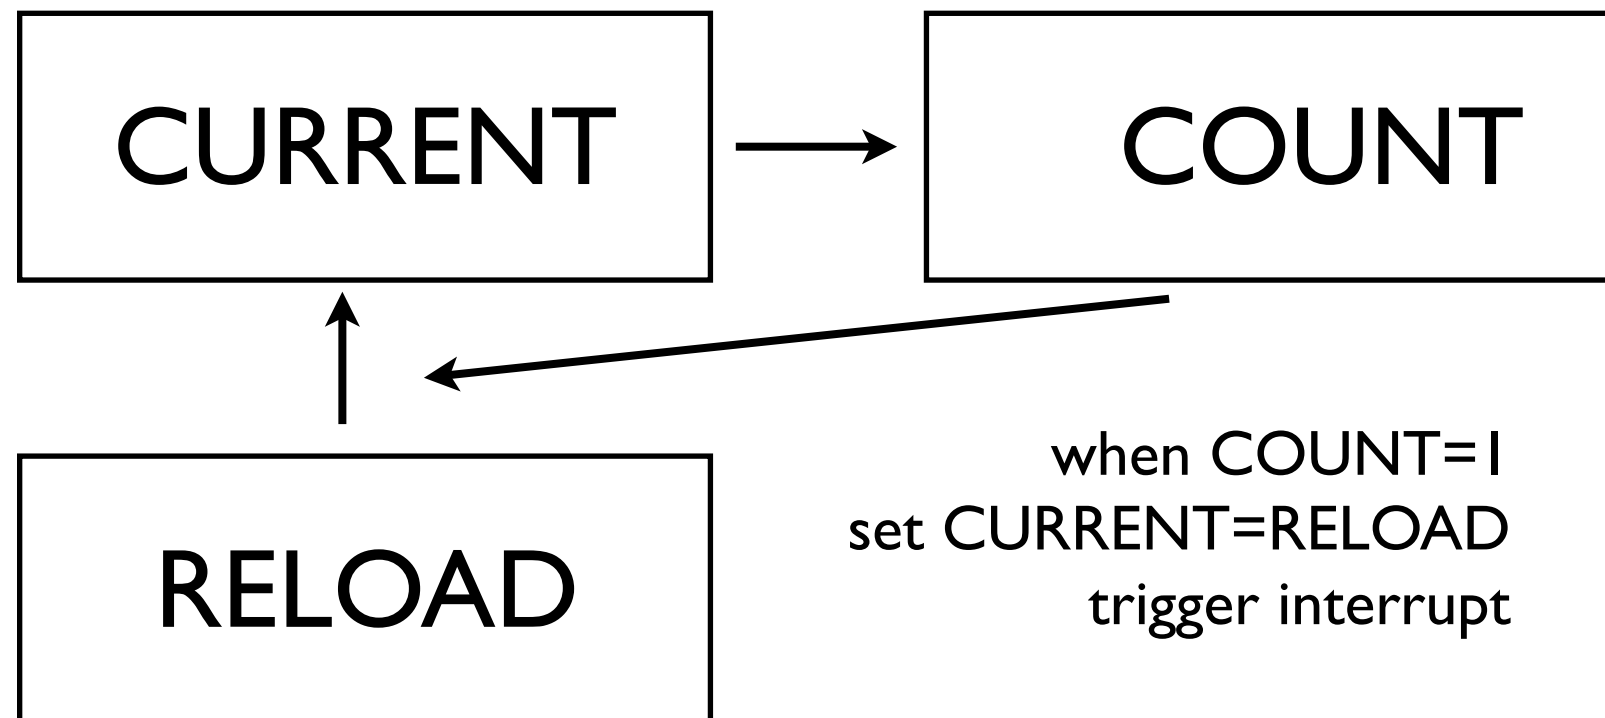 CURRENT
COUNT
RELOAD
when COUNT=1
set CURRENT=RELOAD
trigger interrupt